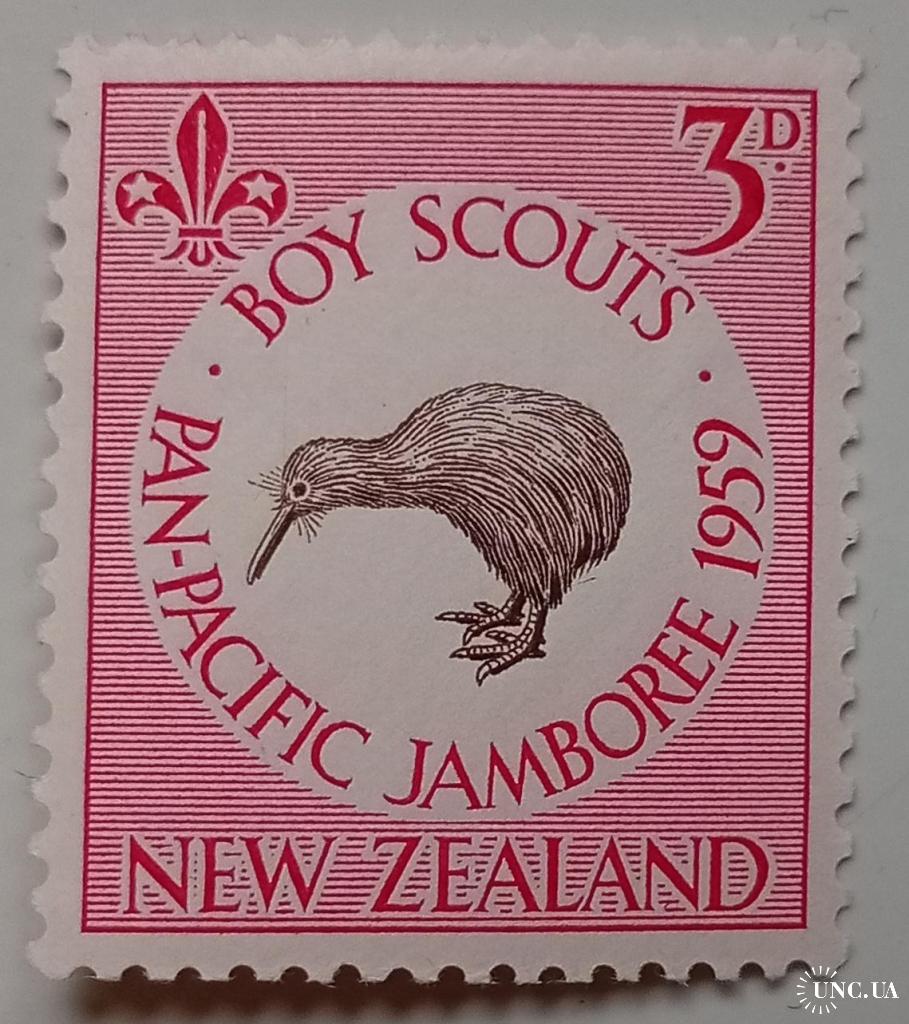 3D.
BOY SCOUTS
· PAN-PACIFIC JAMBOREE 1959 ·
NEW ZEALAND
UNC.UA